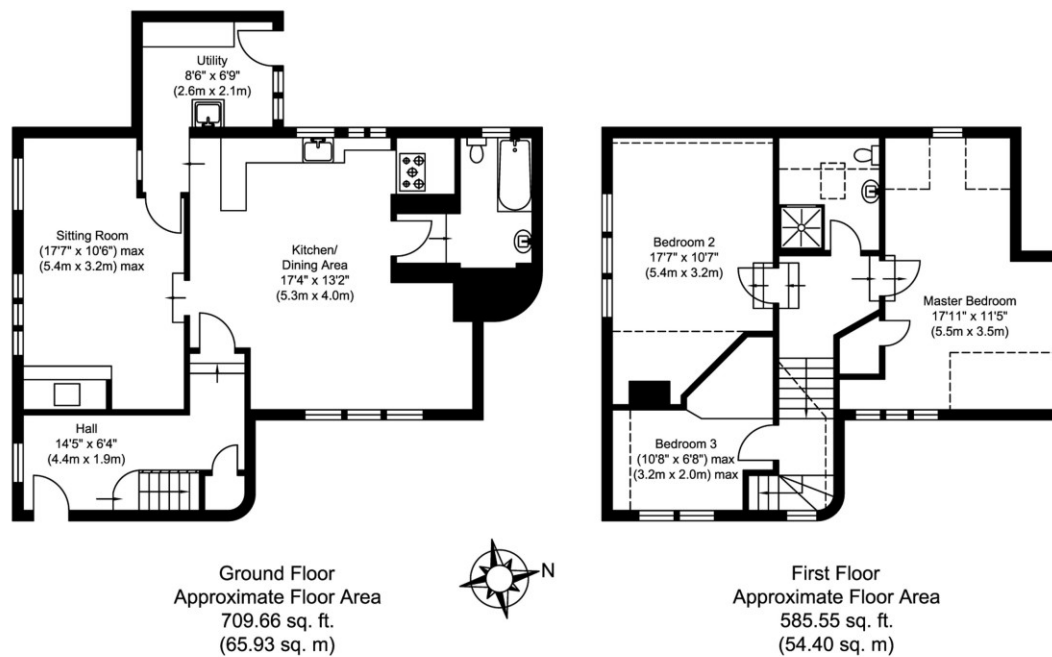 Utility
8'6" x 6'9"
(2.6m x 2.1m)
Sitting Room
(17'7" x 10'6") max
(5.4m x 3.2m) max
Kitchen/
Dining Area
17'4" x 13'2"
(5.3m x 4.0m)
Hall
14'5" x 6'4"
(4.4m x 1.9m)
Bedroom 2
17'7" x 10'7"
(5.4m x 3.2m)
Master Bedroom
17'11" x 11'5"
(5.5m x 3.5m)
Bedroom 3
(10'8" x 6'8") max
(3.2m x 2.0m) max
Ground Floor
Approximate Floor Area
709.66 sq. ft.
(65.93 sq. m)
N
First Floor
Approximate Floor Area
585.55 sq. ft.
(54.40 sq. m)